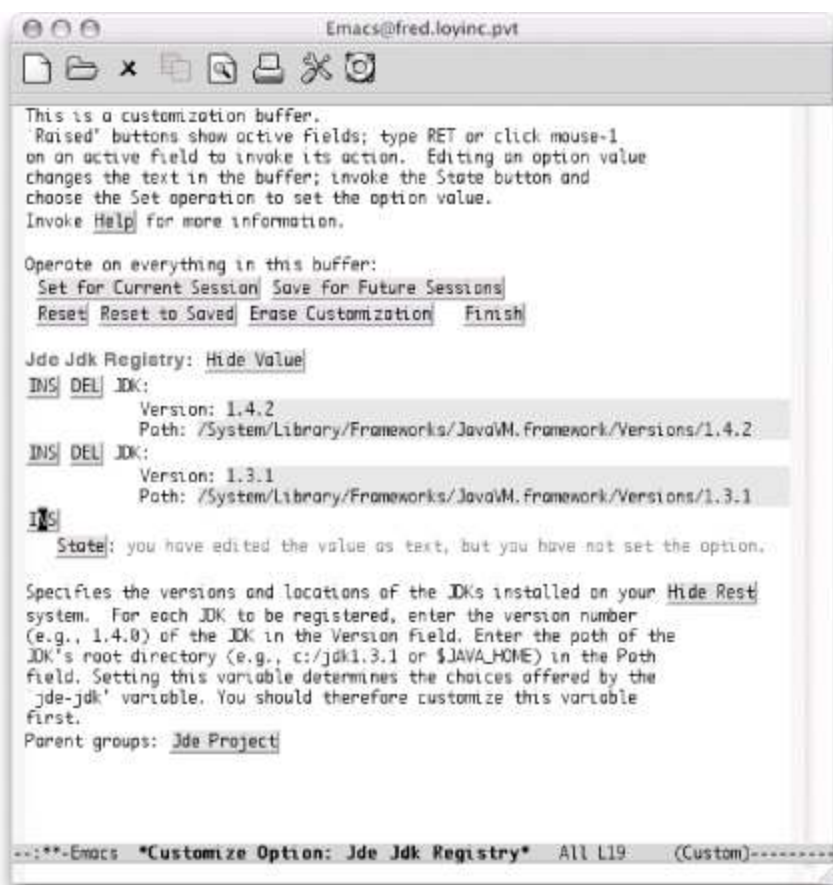 Emacs@fred.loyinc.pvt
This is a customization buffer.
`Raised' buttons show active fields; type RET or click mouse-1
on an active field to invoke its action.  Editing an option value
changes the text in the buffer; invoke the State button and
choose the Set operation to set the option value.
Invoke Help for more information.
Operate on everything in this buffer:
Set for Current Session Save for Future Sessions
Reset Reset to Saved Erase Customization Finish
Jde Jdk Registry: Hide Value
INS DEL JDK:
Version: 1.4.2
Path: /System/Library/Frameworks/JavaVM.framework/Versions/1.4.2
INS DEL JDK:
Version: 1.3.1
Path: /System/Library/Frameworks/JavaVM.framework/Versions/1.3.1
INS
State: you have edited the value as text, but you have not set the option.
Specifies the versions and locations of the JDKs installed on your Hide Rest
system.  For each JDK to be registered, enter the version number
(e.g., 1.4.0) of the JDK in the Version field. Enter the path of the
JDK's root directory (e.g., c:/jdk1.3.1 or $JAVA_HOME) in the Path
field. Setting this variable determines the choices offered by the
`jde-jdk' variable. You should therefore customize this variable
first.
Parent groups: Jde Project
--:**-Emacs *Customize Option: Jde Jdk Registry* All L19 (Custom)---------